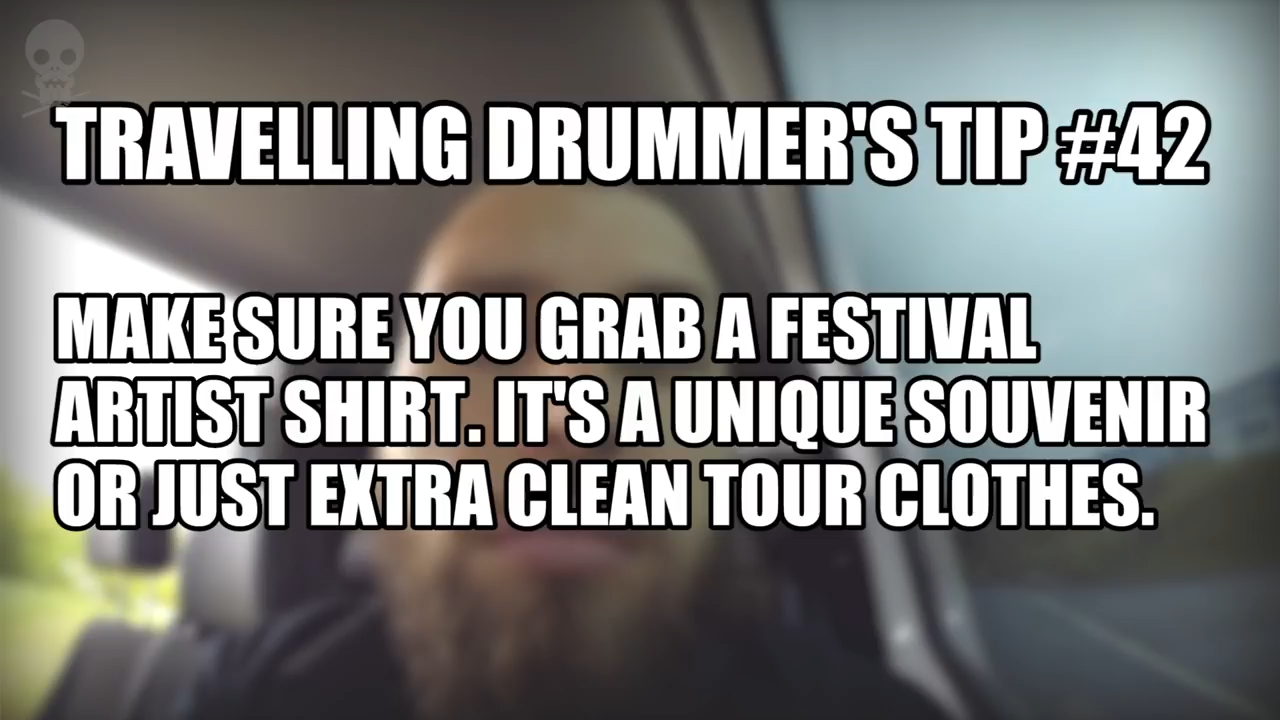 TRAVELLING DRUMMER'S TIP #42
MAKE SURE YOU GRAB A FESTIVAL
ARTIST SHIRT. IT'S A UNIQUE SOUVENIR
OR JUST EXTRA CLEAN TOUR CLOTHES.